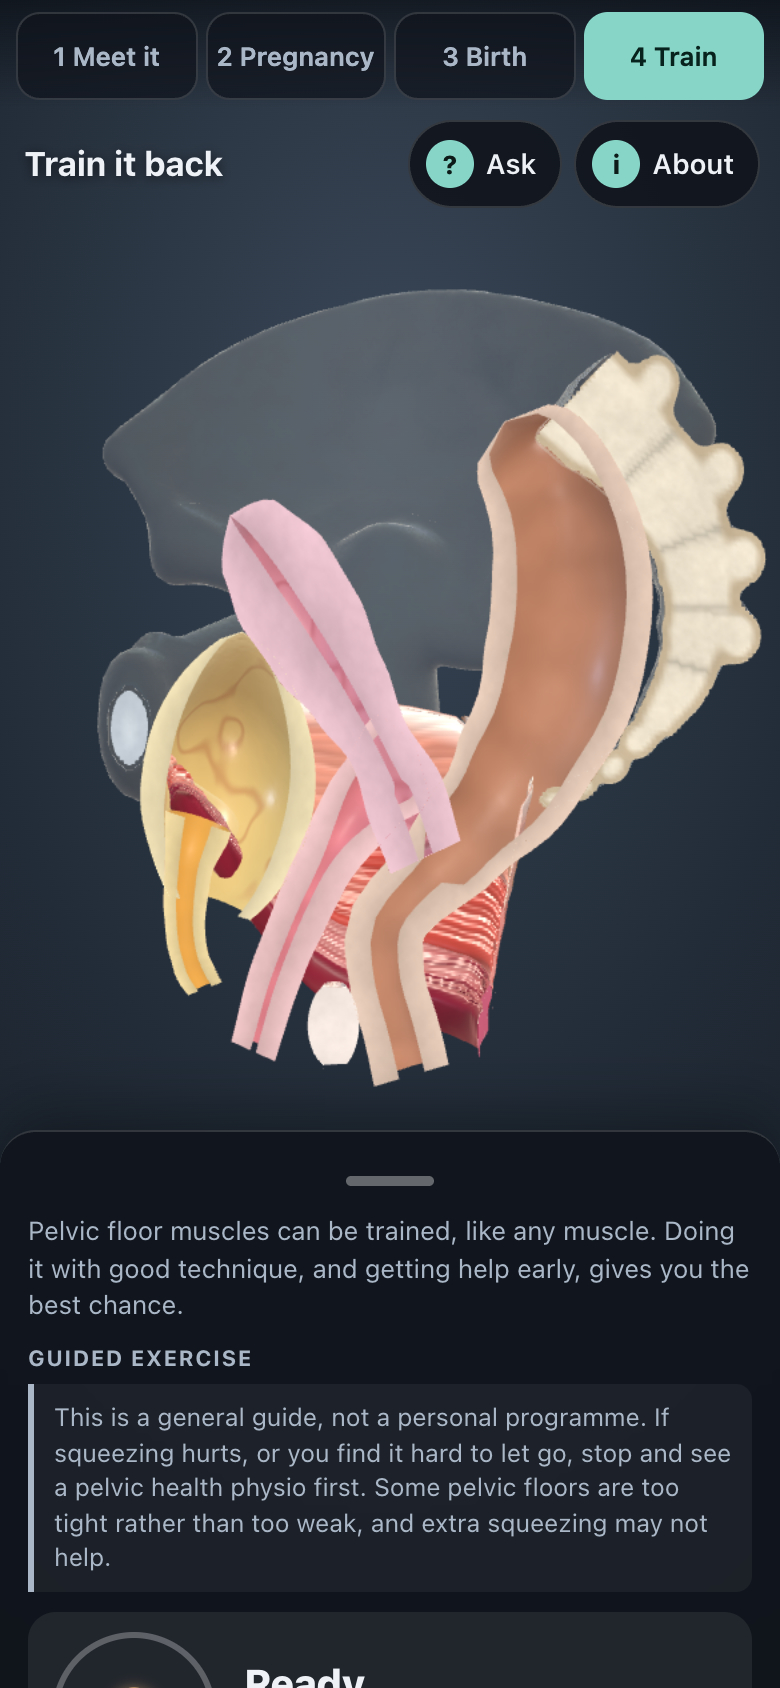 1 Meet it
2 Pregnancy
3 Birth
4 Train
Train it back
? Ask
i About
Pelvic floor muscles can be trained, like any muscle. Doing
it with good technique, and getting help early, gives you the
best chance.
GUIDED EXERCISE
This is a general guide, not a personal programme. If
squeezing hurts, or you find it hard to let go, stop and see
a pelvic health physio first. Some pelvic floors are too
tight rather than too weak, and extra squeezing may not
help.
Ready